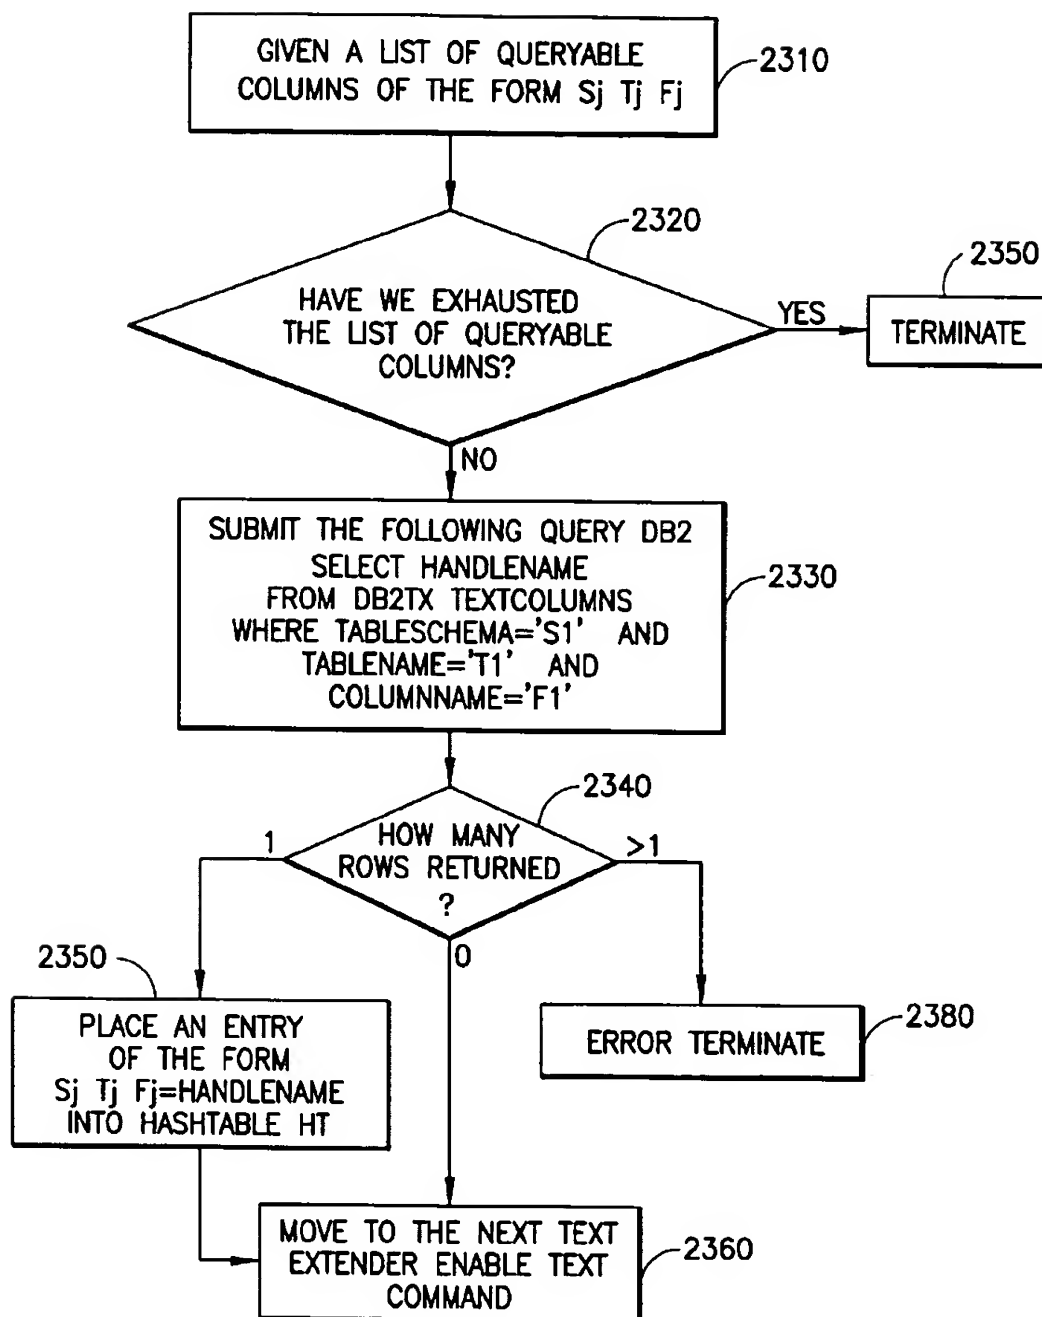 GIVEN A LIST OF QUERYABLE
COLUMNS OF THE FORM Sj Tj Fj
2310
2320
HAVE WE EXHAUSTED
THE LIST OF QUERYABLE
COLUMNS?
YES
2350
TERMINATE
NO
SUBMIT THE FOLLOWING QUERY DB2
SELECT HANDLENAME
FROM DB2TX TEXTCOLUMNS
WHERE TABLESCHEMA='S1' AND
TABLENAME='T1' AND
COLUMNNAME='F1'
2330
2340
HOW MANY
ROWS RETURNED
?
1
>1
0
2350
PLACE AN ENTRY
OF THE FORM
Sj Tj Fj=HANDLENAME
INTO HASHTABLE HT
ERROR TERMINATE
2380
MOVE TO THE NEXT TEXT
EXTENDER ENABLE TEXT
COMMAND
2360